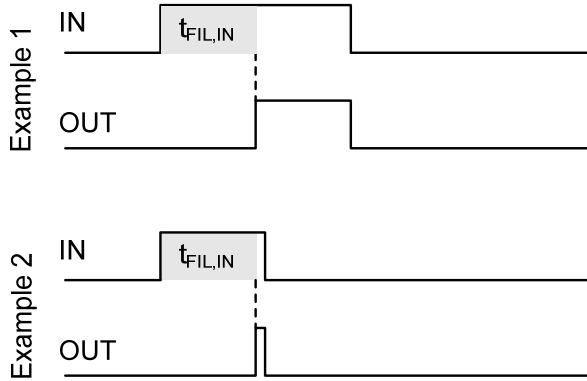 Example 1
IN
tFIL,IN
OUT
Example 2
IN
tFIL,IN
OUT